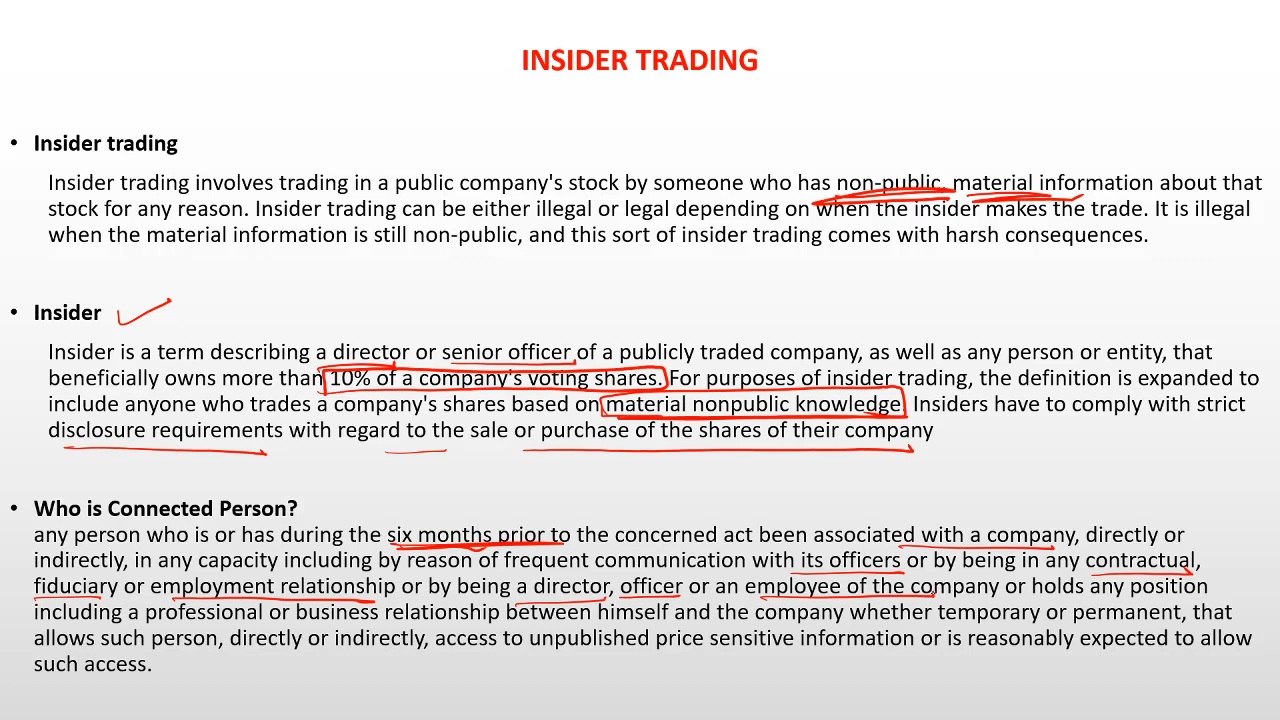 INSIDER TRADING
• Insider trading
Insider trading involves trading in a public company's stock by someone who has non-public, material information about that
stock for any reason. Insider trading can be either illegal or legal depending on when the insider makes the trade. It is illegal
when the material information is still non-public, and this sort of insider trading comes with harsh consequences.
• Insider
Insider is a term describing a director or senior officer of a publicly traded company, as well as any person or entity, that
beneficially owns more than 10% of a company's voting shares. For purposes of insider trading, the definition is expanded to
include anyone who trades a company's shares based on material nonpublic knowledge. Insiders have to comply with strict
disclosure requirements with regard to the sale or purchase of the shares of their company
• Who is Connected Person?
any person who is or has during the six months prior to the concerned act been associated with a company, directly or
indirectly, in any capacity including by reason of frequent communication with its officers or by being in any contractual,
fiduciary or employment relationship or by being a director, officer or an employee of the company or holds any position
including a professional or business relationship between himself and the company whether temporary or permanent, that
allows such person, directly or indirectly, access to unpublished price sensitive information or is reasonably expected to allow
such access.